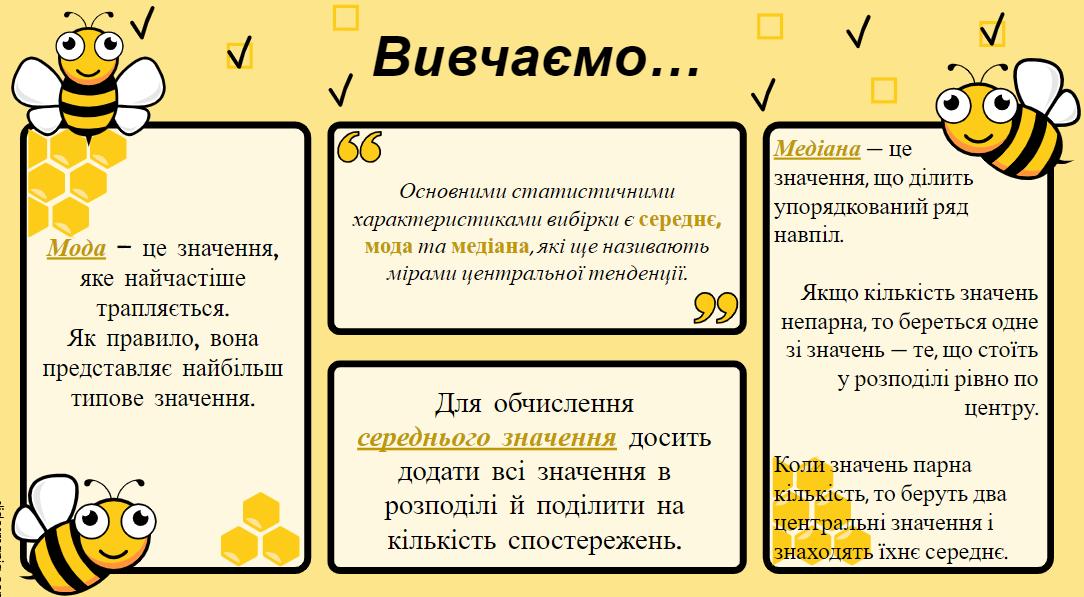 Вивчаємо...
Мода – це значення,
яке найчастіше
трапляється.
Як правило, вона
представляє найбільш
типове значення.
Основними статистичними
характеристиками вибірки є середнє,
мода та медіана, які ще називають
мірами центральної тенденції.
Для обчислення
середнього значення досить
додати всі значення в
розподілі й поділити на
кількість спостережень.
Медіана – це
значення, що ділить
упорядкований ряд
навпіл.
Якщо кількість значень
непарна, то береться одне
зі значень – те, що стоїть
у розподілі рівно по
центру.
Коли значень парна
кількість, то беруть два
центральні значення і
знаходять їхнє середнє.